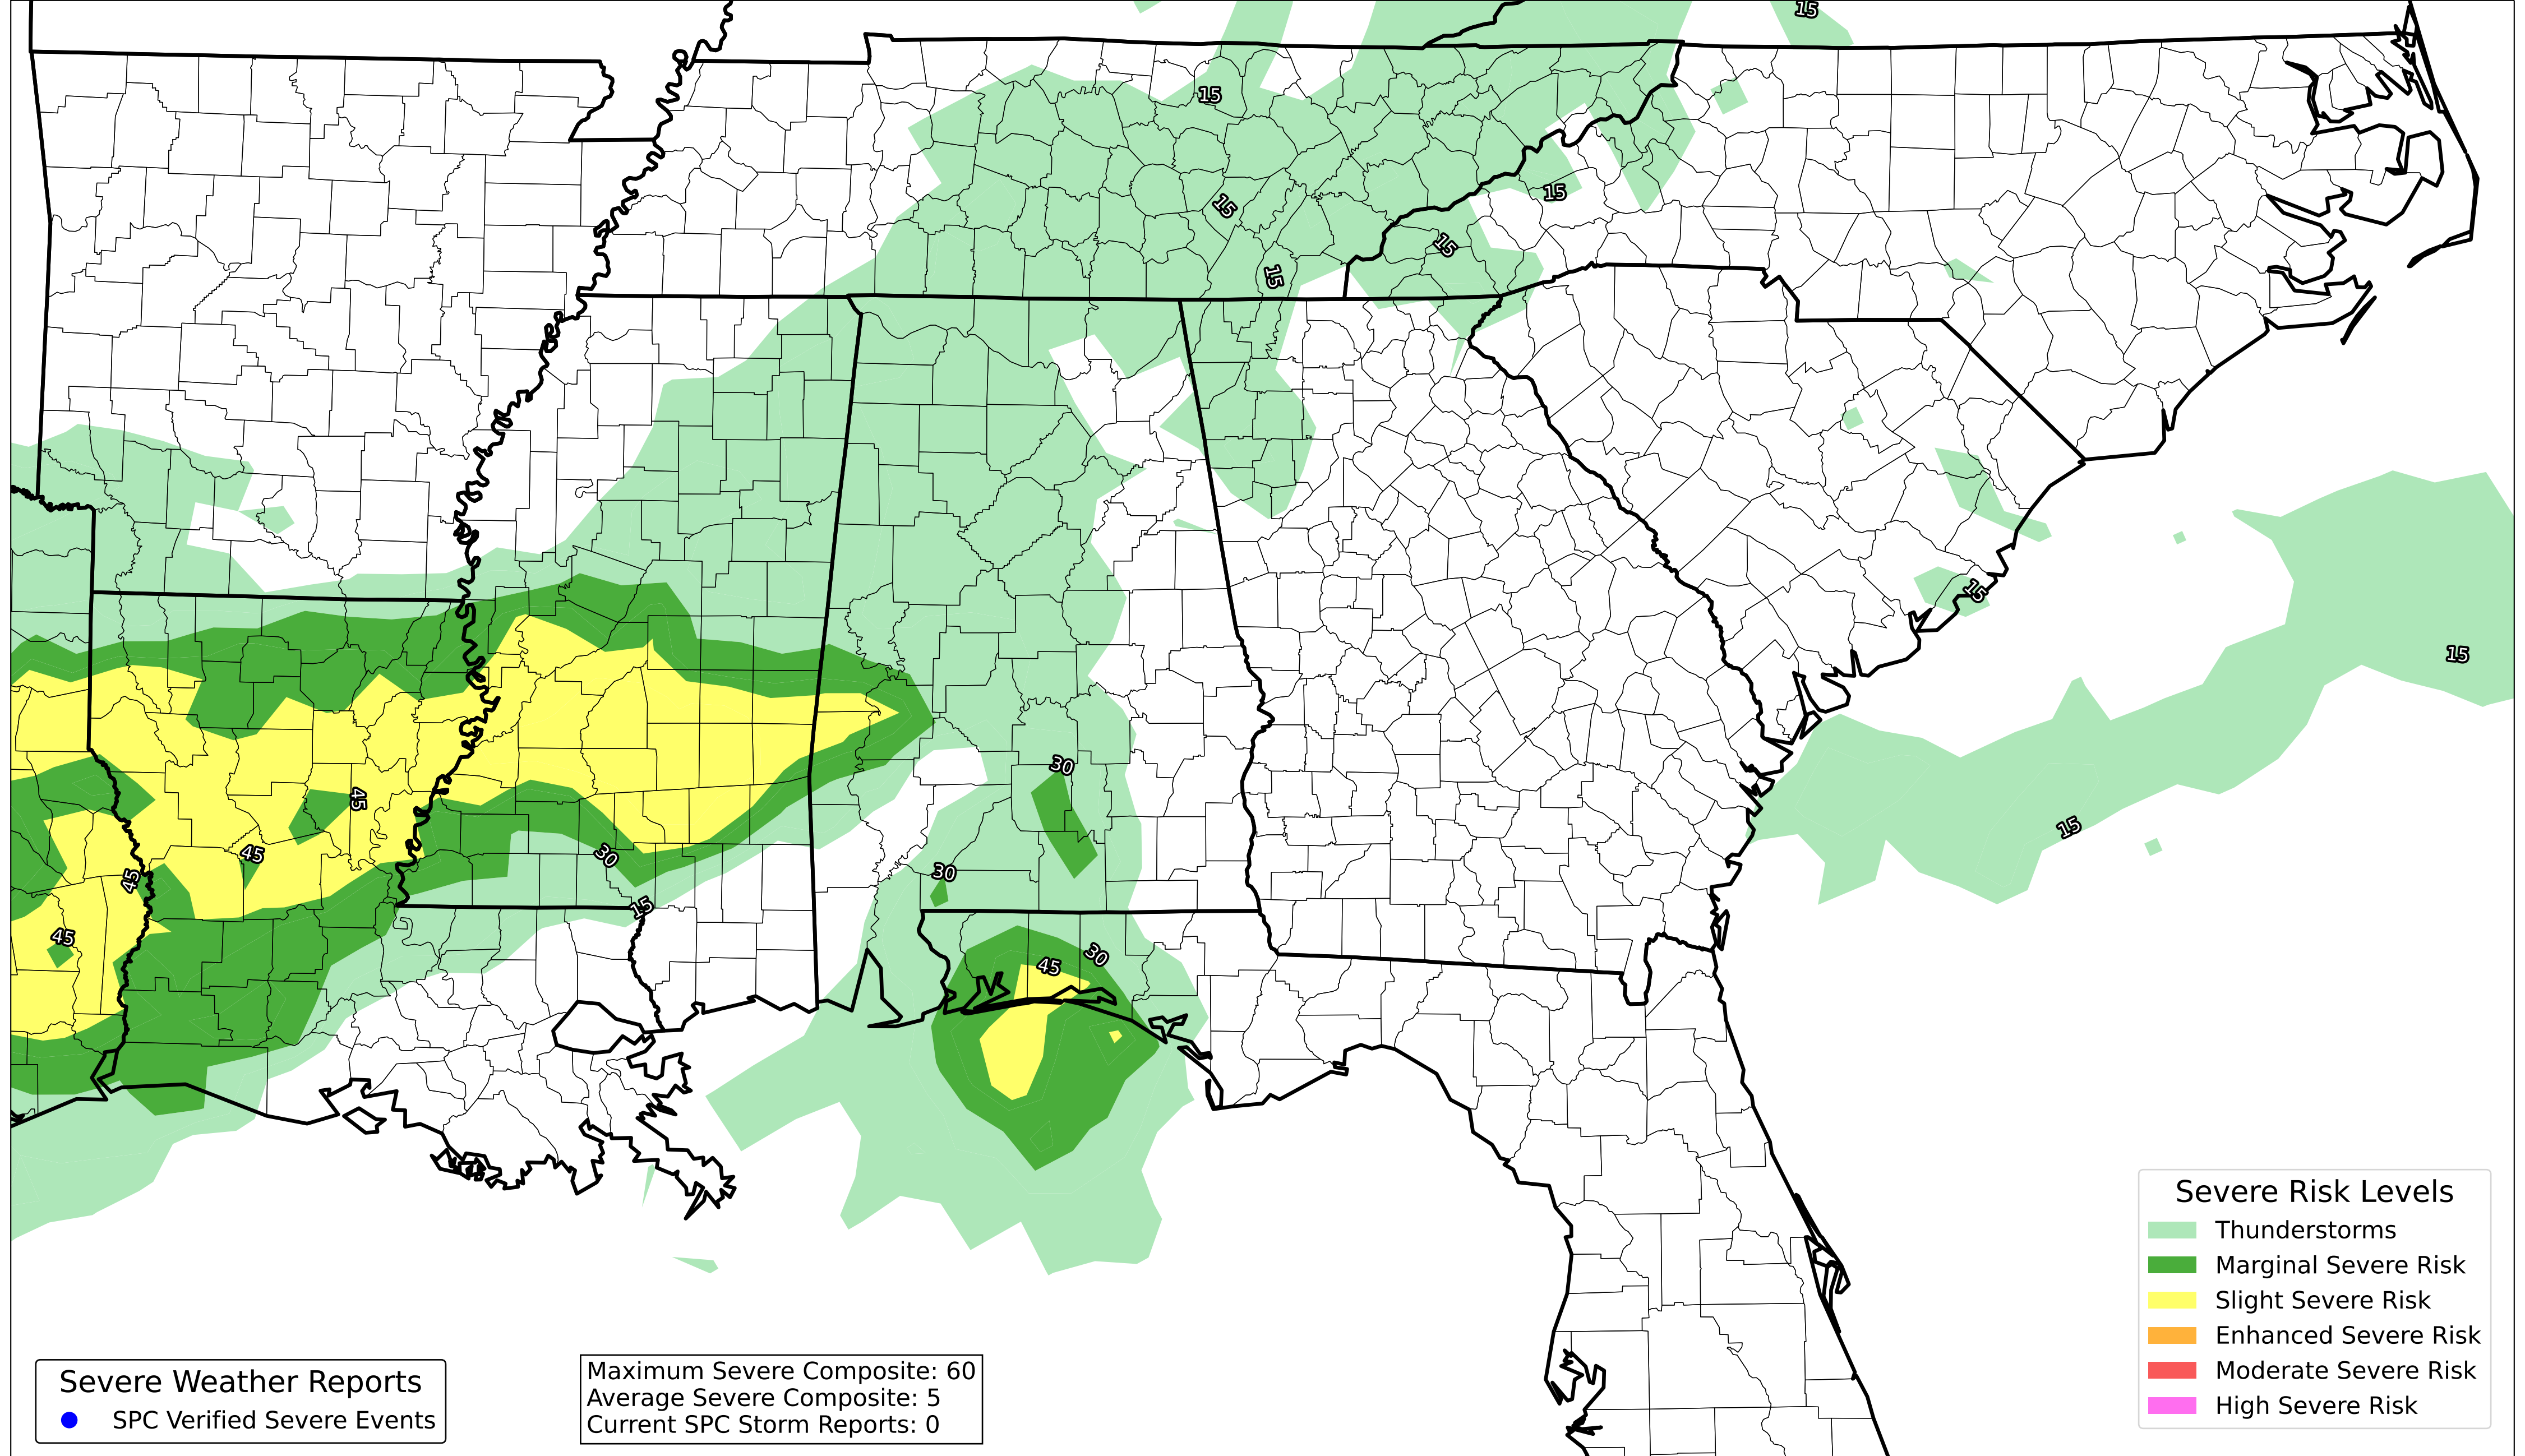 15
15
15
15
15
15
15
15
30
45
15
45
30
30
45
15
45
30
45
Severe Risk Levels
Thunderstorms
Marginal Severe Risk
Slight Severe Risk
Enhanced Severe Risk
Moderate Severe Risk
High Severe Risk
Severe Weather Reports
SPC Verified Severe Events
Maximum Severe Composite: 60
Average Severe Composite: 5
Current SPC Storm Reports: 0